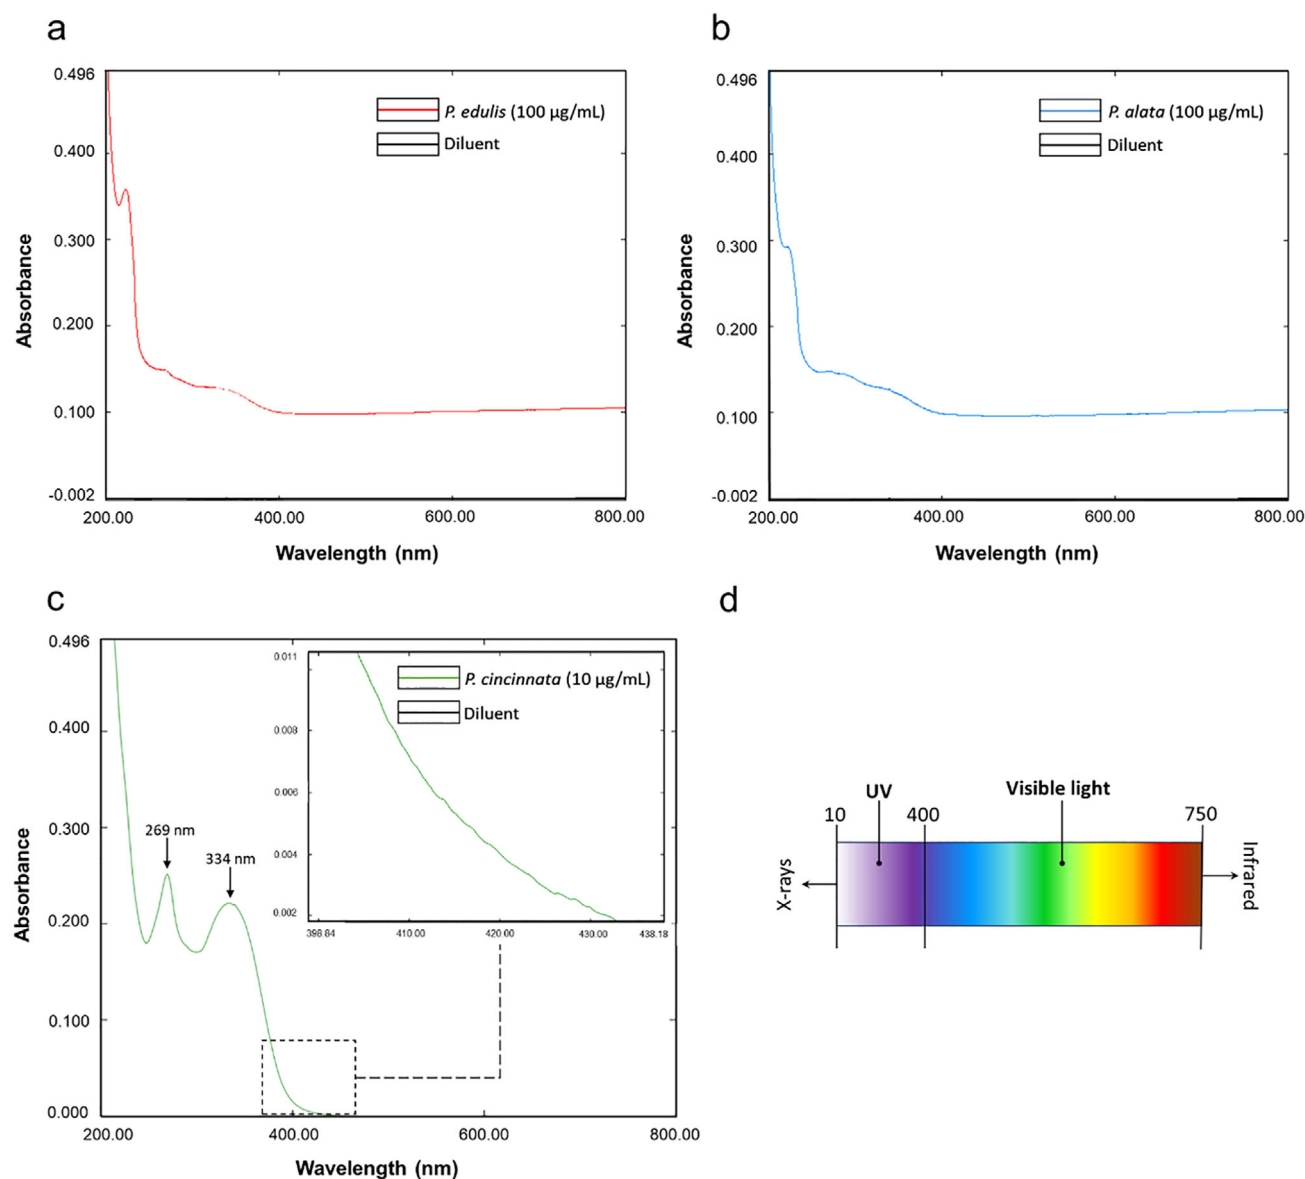 a
0.496
0.400
0.300
0.200
0.100
-0.002
200.00 400.00 600.00 800.00
Absorbance
Wavelength (nm)
P. edulis (100 µg/mL)
Diluent
b
0.496
0.400
0.300
0.200
0.100
-0.002
200.00 400.00 600.00 800.00
Absorbance
Wavelength (nm)
P. alata (100 µg/mL)
Diluent
c
0.496
0.400
0.300
0.200
0.100
0.000
200.00 400.00 600.00 800.00
Absorbance
Wavelength (nm)
269 nm
334 nm
0.011
0.008
0.006
0.004
0.002
398.84 410.00 420.00 430.00 438.18
P. cincinnata (10 µg/mL)
Diluent
d
UV
Visible light
10 400 750
X-rays
Infrared